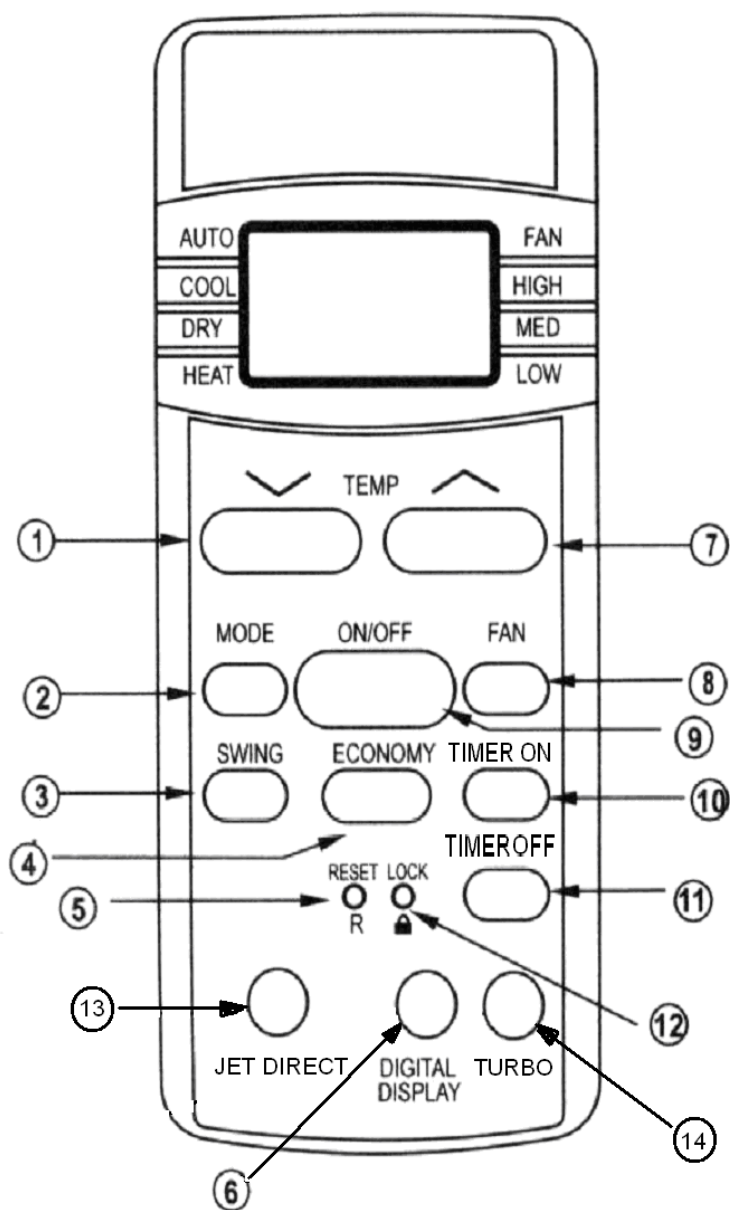 AUTO FAN
COOL HIGH
DRY MED
HEAT LOW
TEMP
1 7
MODE ON/OFF FAN
2 8
9
SWING ECONOMY TIMER ON
3 10
4 TIMER OFF
RESET LOCK
5 11
R
13 12
JET DIRECT DIGITAL DISPLAY TURBO
14
6